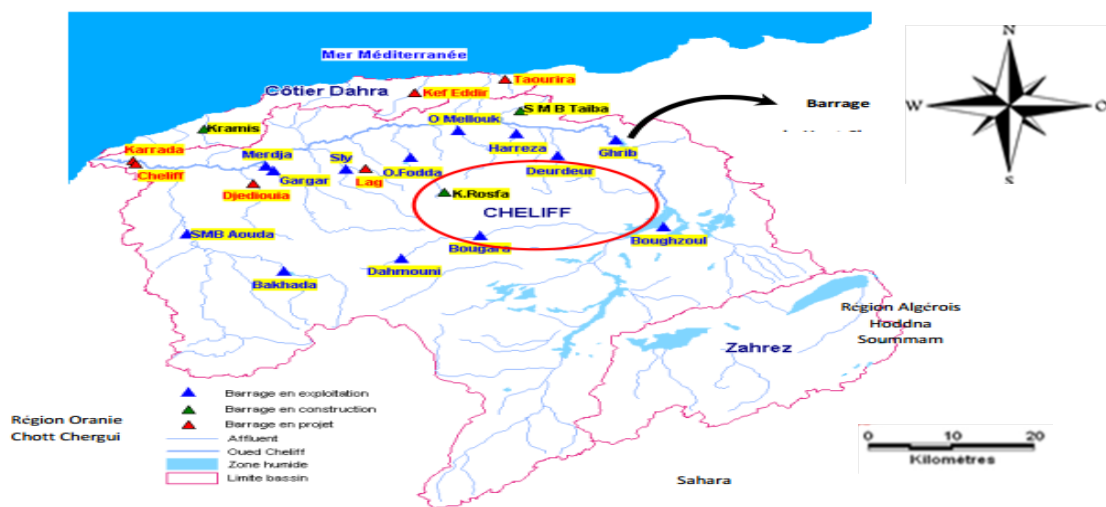 Mer Méditerranée
Taourira
Kef Eddir
Côtier Dahra
S M B Taiba
Barrage
Kramis
O Mellouk
Harreza
Ghrib
Karrada
Cheliff
Merdja
Gargar
Sly
Lag
O.Fodda
Deurdeur
Djediouia
K.Rosfa
CHELIFF
SMB Aouda
Bougara
Boughzoul
Dahmouni
Bakhada
Région Algérois
Hoddna
Soummam
Zahrez
Barrage en exploitation
Barrage en construction
Barrage en projet
Affluent
Oued Cheliff
Zone humide
Limite bassin
Région Oranie
Chott Chergui
Sahara
N
W
O
S
0 10 20
Kilomètres